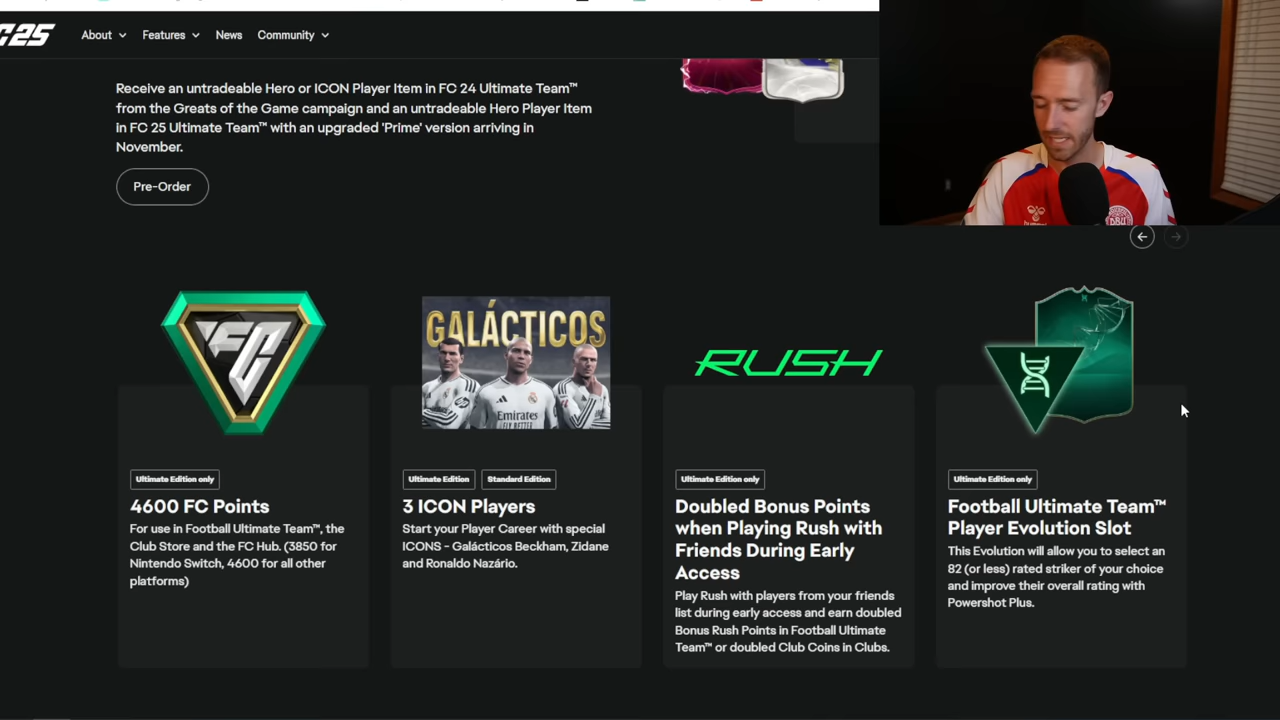 C25
About
Features
News
Community
Receive an untradeable Hero or ICON Player Item in FC 24 Ultimate Team™
from the Greats of the Game campaign and an untradeable Hero Player Item
in FC 25 Ultimate Team™ with an upgraded 'Prime' version arriving in
November.
Pre-Order
FC
GALÁCTICOS
Emirates
RUSH
Ultimate Edition only
4600 FC Points
For use in Football Ultimate Team™, the
Club Store and the FC Hub. (3850 for
Nintendo Switch, 4600 for all other
platforms)
Ultimate Edition
Standard Edition
3 ICON Players
Start your Player Career with special
ICONS - Galácticos Beckham, Zidane
and Ronaldo Nazário.
Ultimate Edition only
Doubled Bonus Points
when Playing Rush with
Friends During Early
Access
Play Rush with players from your friends
list during early access and earn doubled
Bonus Rush Points in Football Ultimate
Team™ or doubled Club Coins in Clubs.
Ultimate Edition only
Football Ultimate Team™
Player Evolution Slot
This Evolution will allow you to select an
82 (or less) rated striker of your choice
and improve their overall rating with
Powershot Plus.